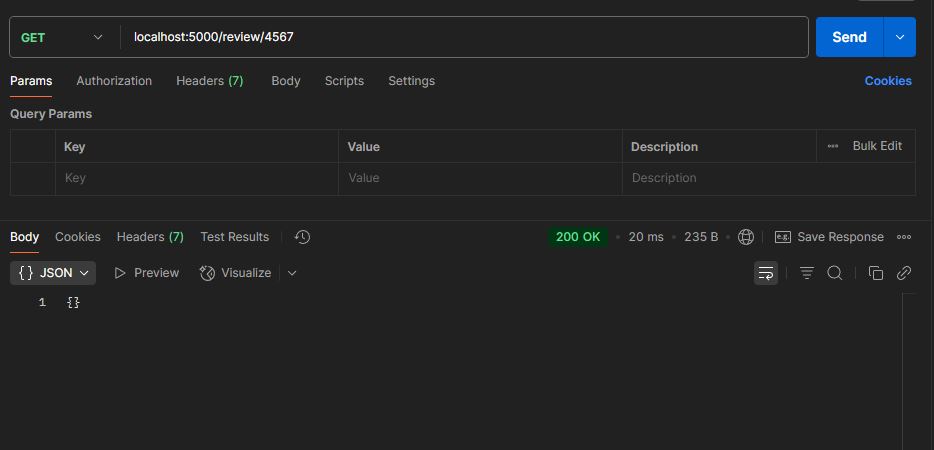 GET localhost:5000/review/4567 Send
Params Authorization Headers (7) Body Scripts Settings Cookies
Query Params
Key Value Description Bulk Edit
Key Value Description
Body Cookies Headers (7) Test Results 200 OK 20 ms 235 B e.g. Save Response
{} JSON Preview Visualize
1 {}